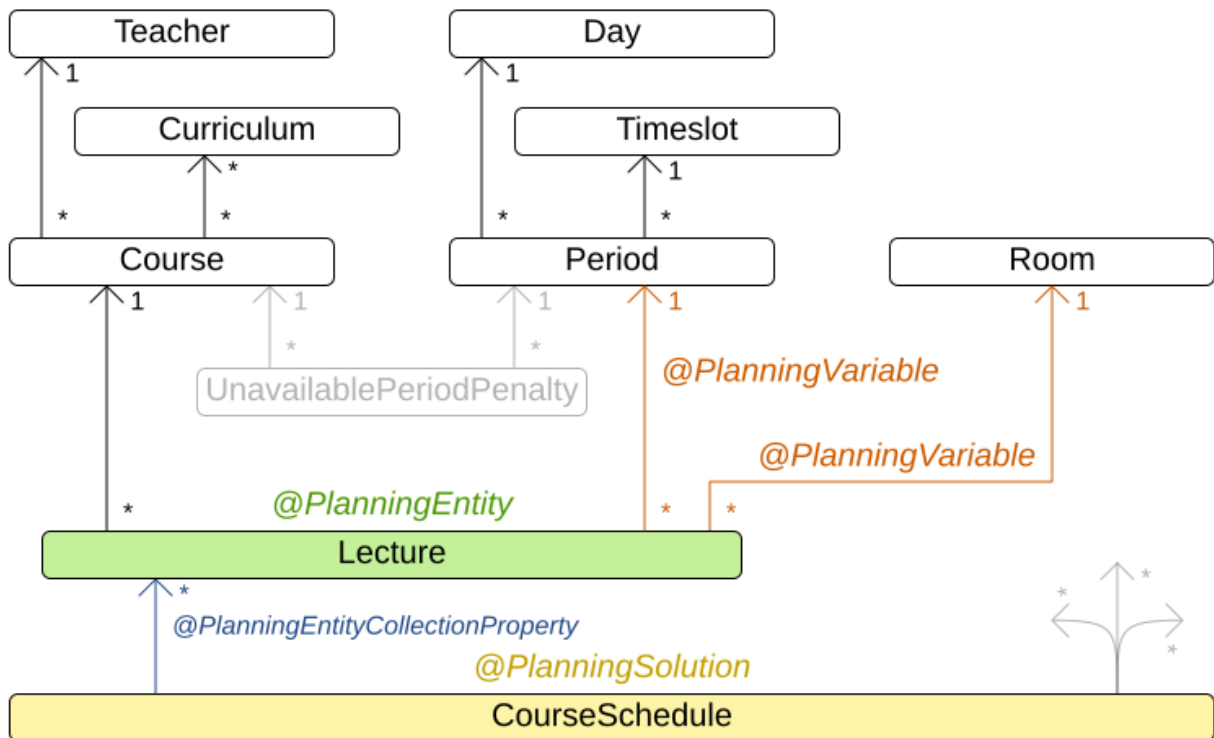 Teacher
Day
1
1
Curriculum
Timeslot
*
1
*
*
*
*
Course
Period
Room
1
1
1
1
1
*
*
UnavailablePeriodPenalty
@PlanningVariable
@PlanningVariable
@PlanningEntity
*
*
*
Lecture
*
*
*
*
@PlanningEntityCollectionProperty
@PlanningSolution
CourseSchedule